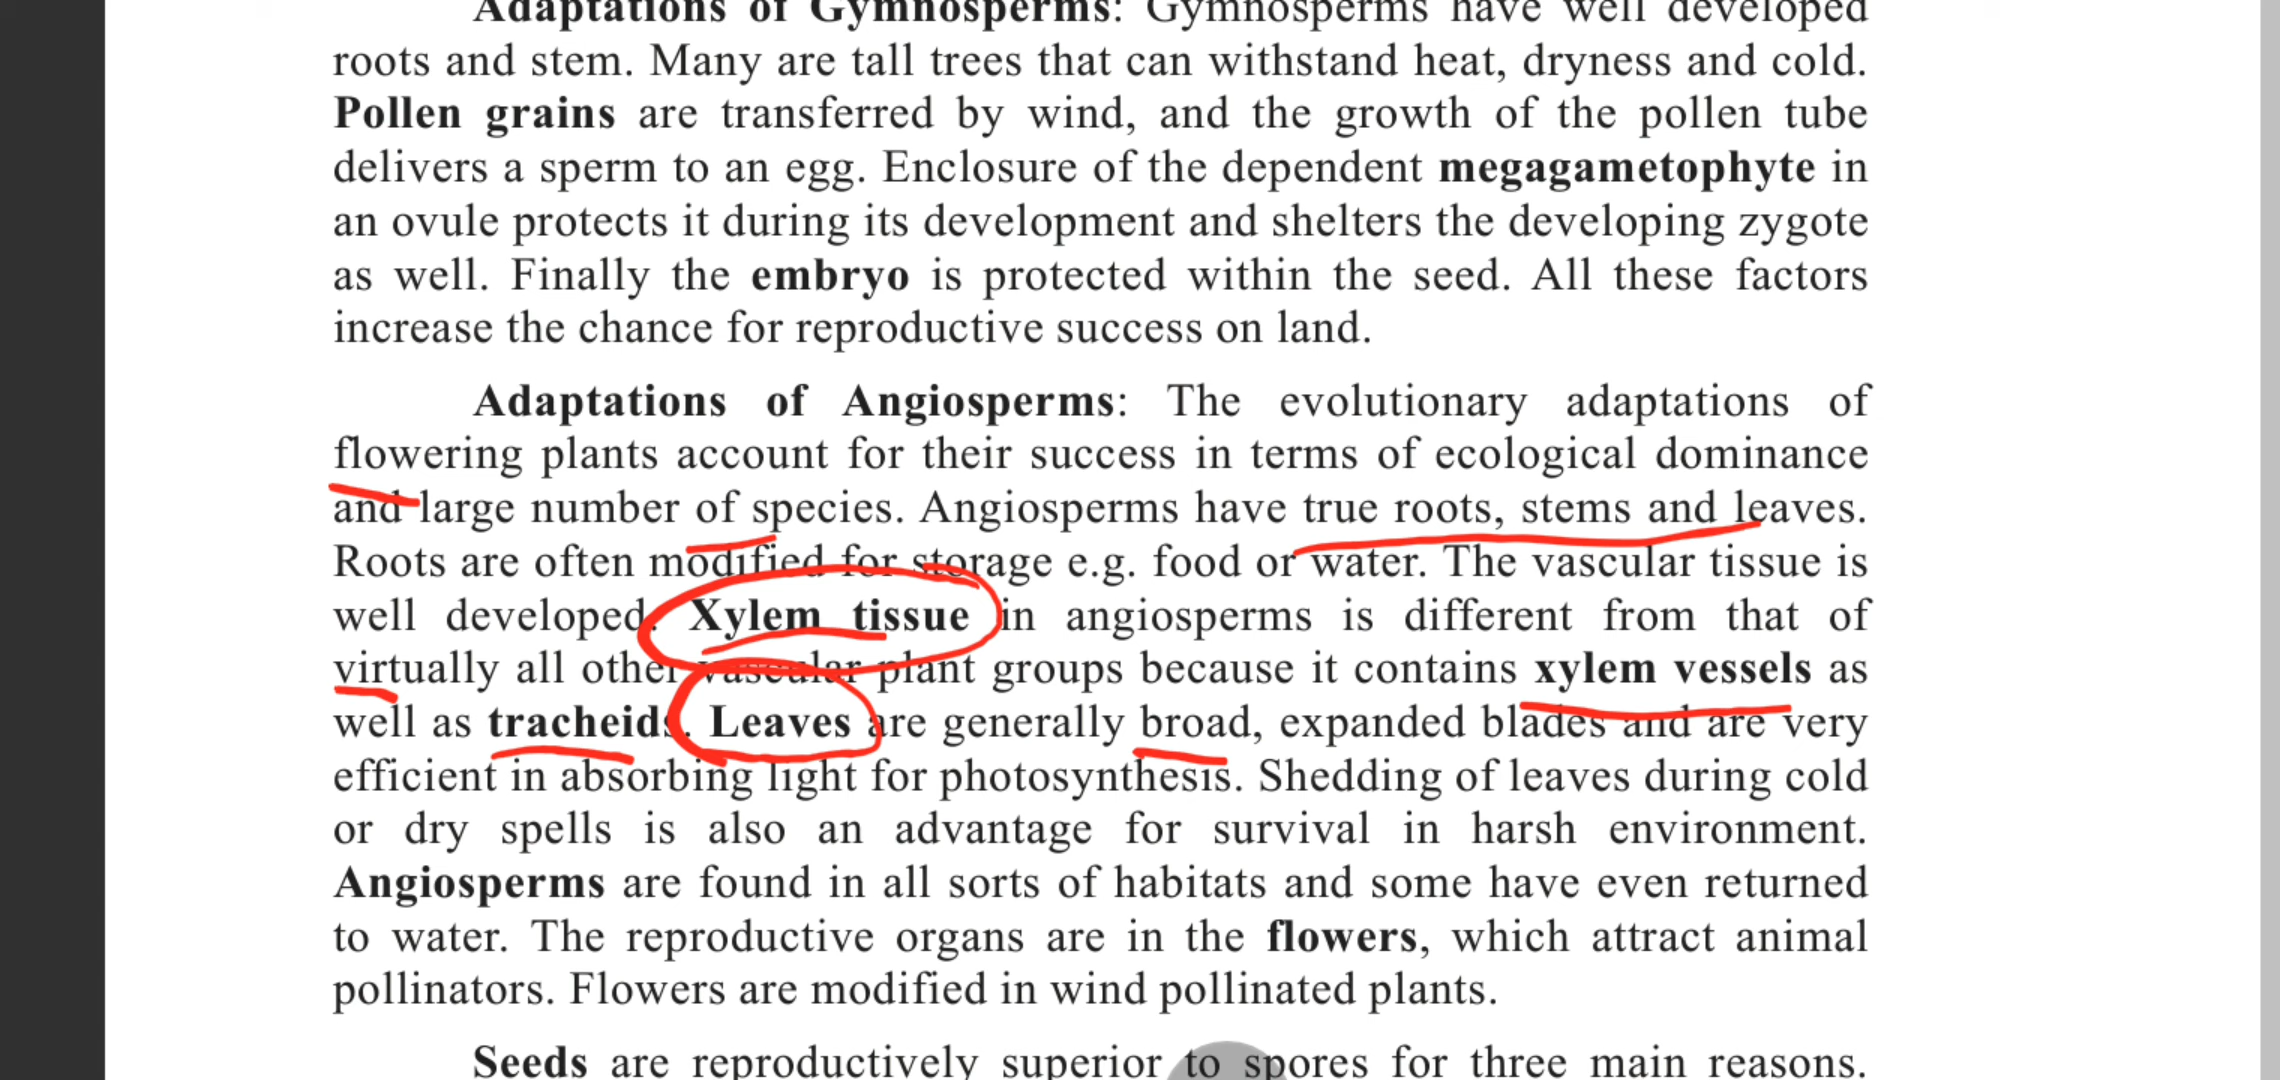 Adaptations of Gymnosperms: Gymnosperms have well developed
roots and stem. Many are tall trees that can withstand heat, dryness and cold.
Pollen grains are transferred by wind, and the growth of the pollen tube
delivers a sperm to an egg. Enclosure of the dependent megagametophyte in
an ovule protects it during its development and shelters the developing zygote
as well. Finally the embryo is protected within the seed. All these factors
increase the chance for reproductive success on land.
Adaptations of Angiosperms: The evolutionary adaptations of
flowering plants account for their success in terms of ecological dominance
and large number of species. Angiosperms have true roots, stems and leaves.
Roots are often modified for storage e.g. food or water. The vascular tissue is
well developed. Xylem tissue in angiosperms is different from that of
virtually all other vascular plant groups because it contains xylem vessels as
well as tracheids. Leaves are generally broad, expanded blades and are very
efficient in absorbing light for photosynthesis. Shedding of leaves during cold
or dry spells is also an advantage for survival in harsh environment.
Angiosperms are found in all sorts of habitats and some have even returned
to water. The reproductive organs are in the flowers, which attract animal
pollinators. Flowers are modified in wind pollinated plants.
Seeds are reproductively superior to spores for three main reasons.